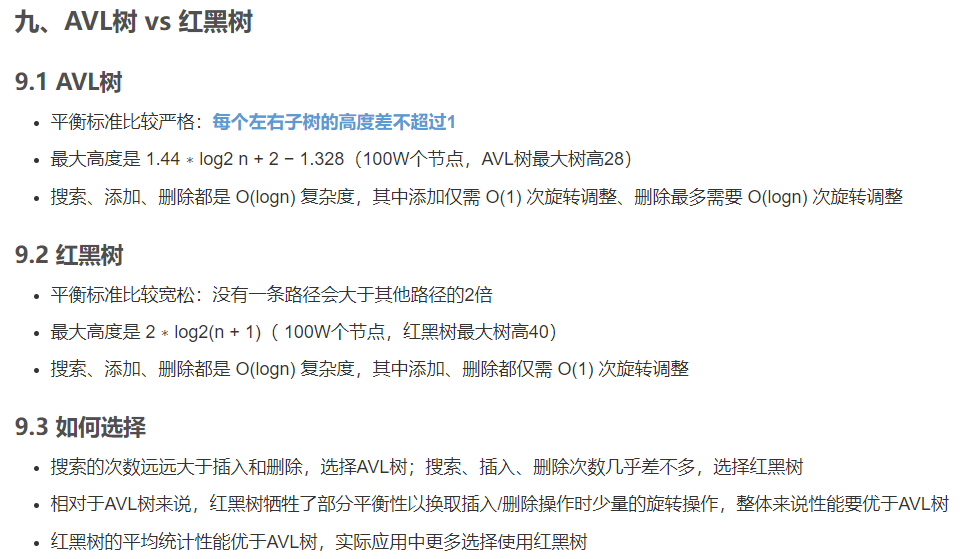 九、AVL树 vs 红黑树
9.1 AVL树
• 平衡标准比较严格：每个左右子树的高度差不超过1
• 最大高度是 1.44 ∗ log2 n + 2 − 1.328（100W个节点，AVL树最大树高28）
• 搜索、添加、删除都是 O(logn) 复杂度，其中添加仅需 O(1) 次旋转调整、删除最多需要 O(logn) 次旋转调整
9.2 红黑树
• 平衡标准比较宽松：没有一条路径会大于其他路径的2倍
• 最大高度是 2 ∗ log2(n + 1)（ 100W个节点，红黑树最大树高40）
• 搜索、添加、删除都是 O(logn) 复杂度，其中添加、删除都仅需 O(1) 次旋转调整
9.3 如何选择
• 搜索的次数远远大于插入和删除，选择AVL树；搜索、插入、删除次数几乎差不多，选择红黑树
• 相对于AVL树来说，红黑树牺牲了部分平衡性以换取插入/删除操作时少量的旋转操作，整体来说性能要优于AVL树
• 红黑树的平均统计性能优于AVL树，实际应用中更多选择使用红黑树